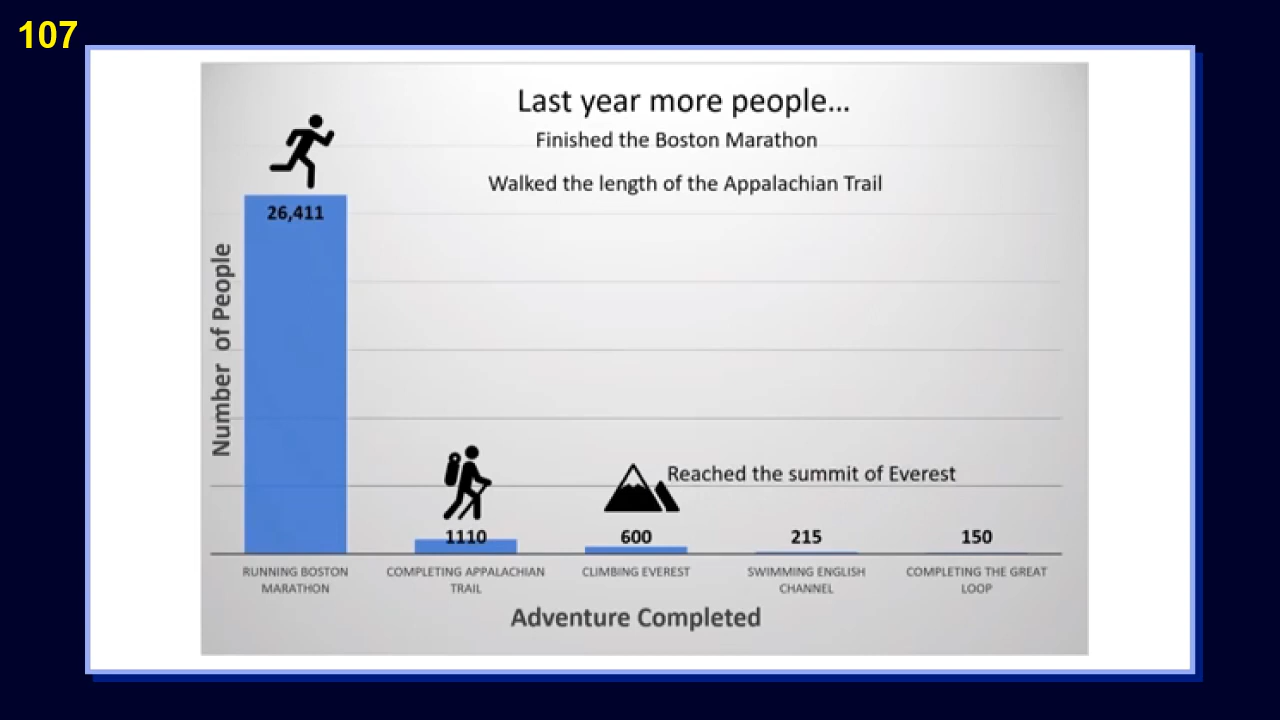 107
Last year more people...
Finished the Boston Marathon
Walked the length of the Appalachian Trail
26,411
Number of People
Reached the summit of Everest
1110
600
215
150
RUNNING BOSTON
MARATHON
COMPLETING APPALACHIAN
TRAIL
CLIMBING EVEREST
SWIMMING ENGLISH
CHANNEL
COMPLETING THE GREAT
LOOP
Adventure Completed